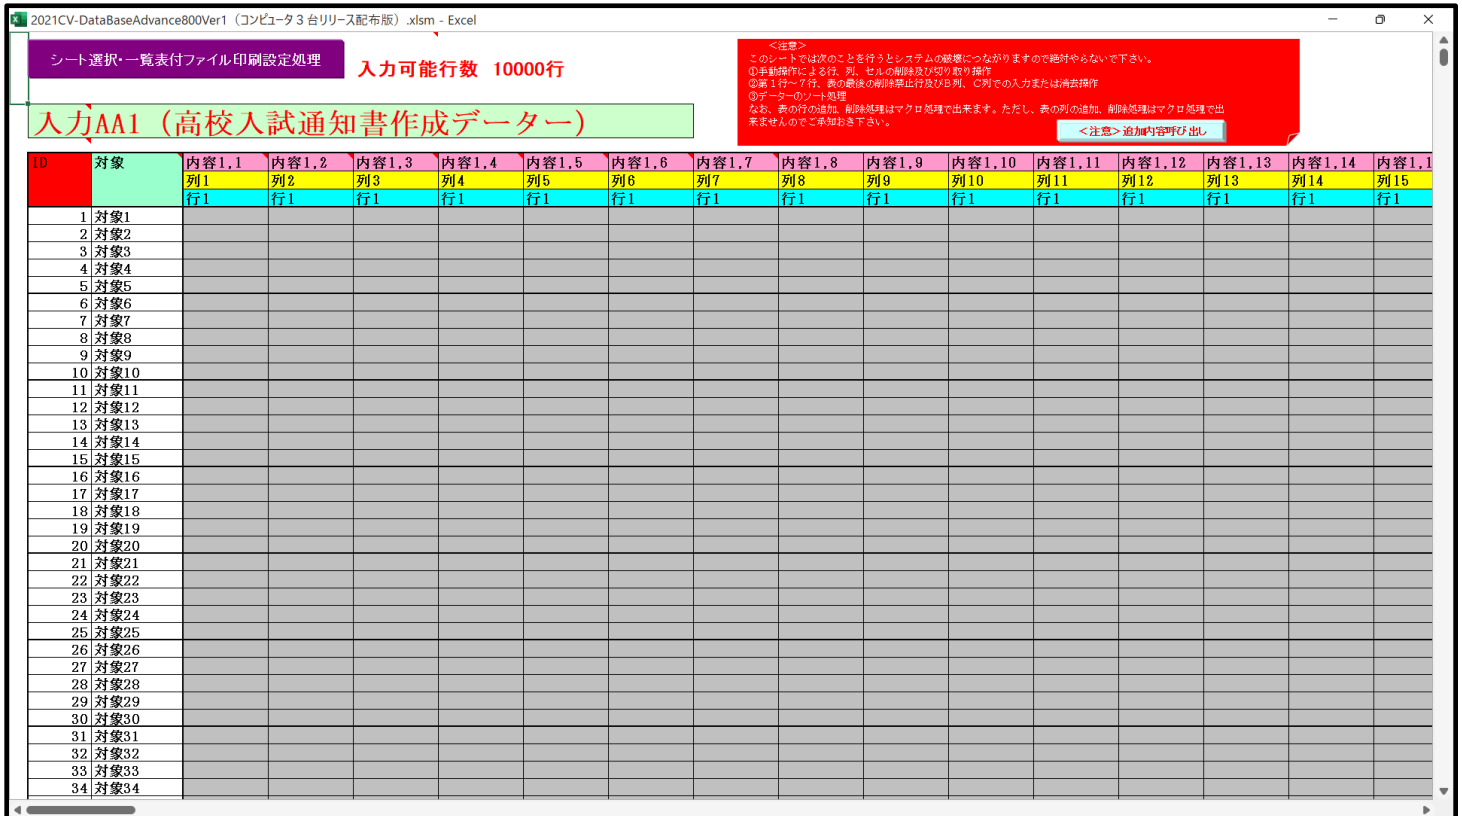 2021CV-DataBaseAdvance800Ver1（コンピュータ３台リリース配布版）.xlsm - Excel
シート選択・一覧表付ファイル印刷設定処理
入力可能行数 10000行
＜注意＞
このシートでは次のことを行うとシステムの破壊につながりますので絶対やらないで下さい。
①手動操作による行、列、セルの削除及び切り取り操作
②第１行～７行、表の最後の削除禁止行及びＢ列、Ｃ列での入力または消去操作
③データーのソート処理
なお、表の行の追加、削除処理はマクロ処理で出来ます。ただし、表の列の追加、削除処理はマクロ処理で出
来ませんのでご承知おき下さい。
＜注意＞追加内容呼び出し
入力AA1（高校入試通知書作成データー）
ID 対象 内容1,1 内容1,2 内容1,3 内容1,4 内容1,5 内容1,6 内容1,7 内容1,8 内容1,9 内容1,10 内容1,11 内容1,12 内容1,13 内容1,14 内容1,1
列1 列2 列3 列4 列5 列6 列7 列8 列9 列10 列11 列12 列13 列14 列15
行1 行1 行1 行1 行1 行1 行1 行1 行1 行1 行1 行1 行1 行1 行1
1 対象1
2 対象2
3 対象3
4 対象4
5 対象5
6 対象6
7 対象7
8 対象8
9 対象9
10 対象10
11 対象11
12 対象12
13 対象13
14 対象14
15 対象15
16 対象16
17 対象17
18 対象18
19 対象19
20 対象20
21 対象21
22 対象22
23 対象23
24 対象24
25 対象25
26 対象26
27 対象27
28 対象28
29 対象29
30 対象30
31 対象31
32 対象32
33 対象33
34 対象34